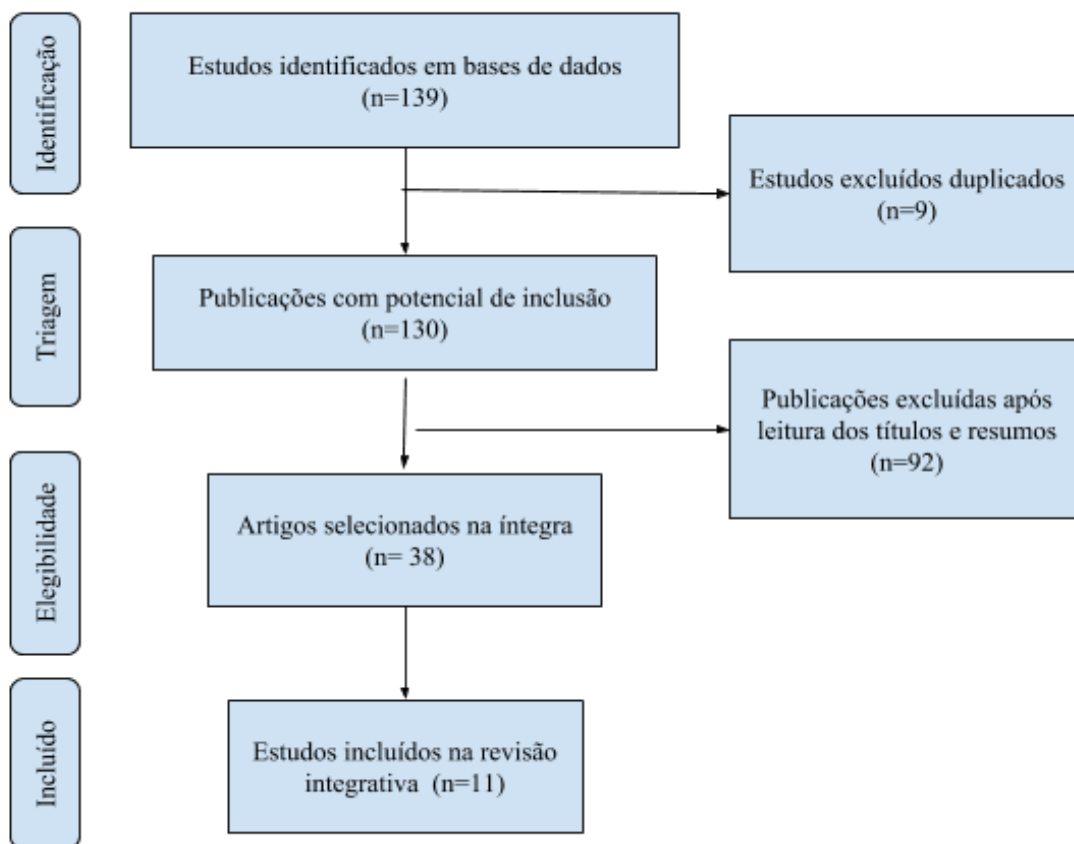 Identificação
Estudos identificados em bases de dados
(n=139)
Estudos excluídos duplicados
(n=9)
Triagem
Publicações com potencial de inclusão
(n=130)
Publicações excluídas após
leitura dos títulos e resumos
(n=92)
Elegibilidade
Artigos selecionados na íntegra
(n= 38)
Incluído
Estudos incluídos na revisão
integrativa (n=11)